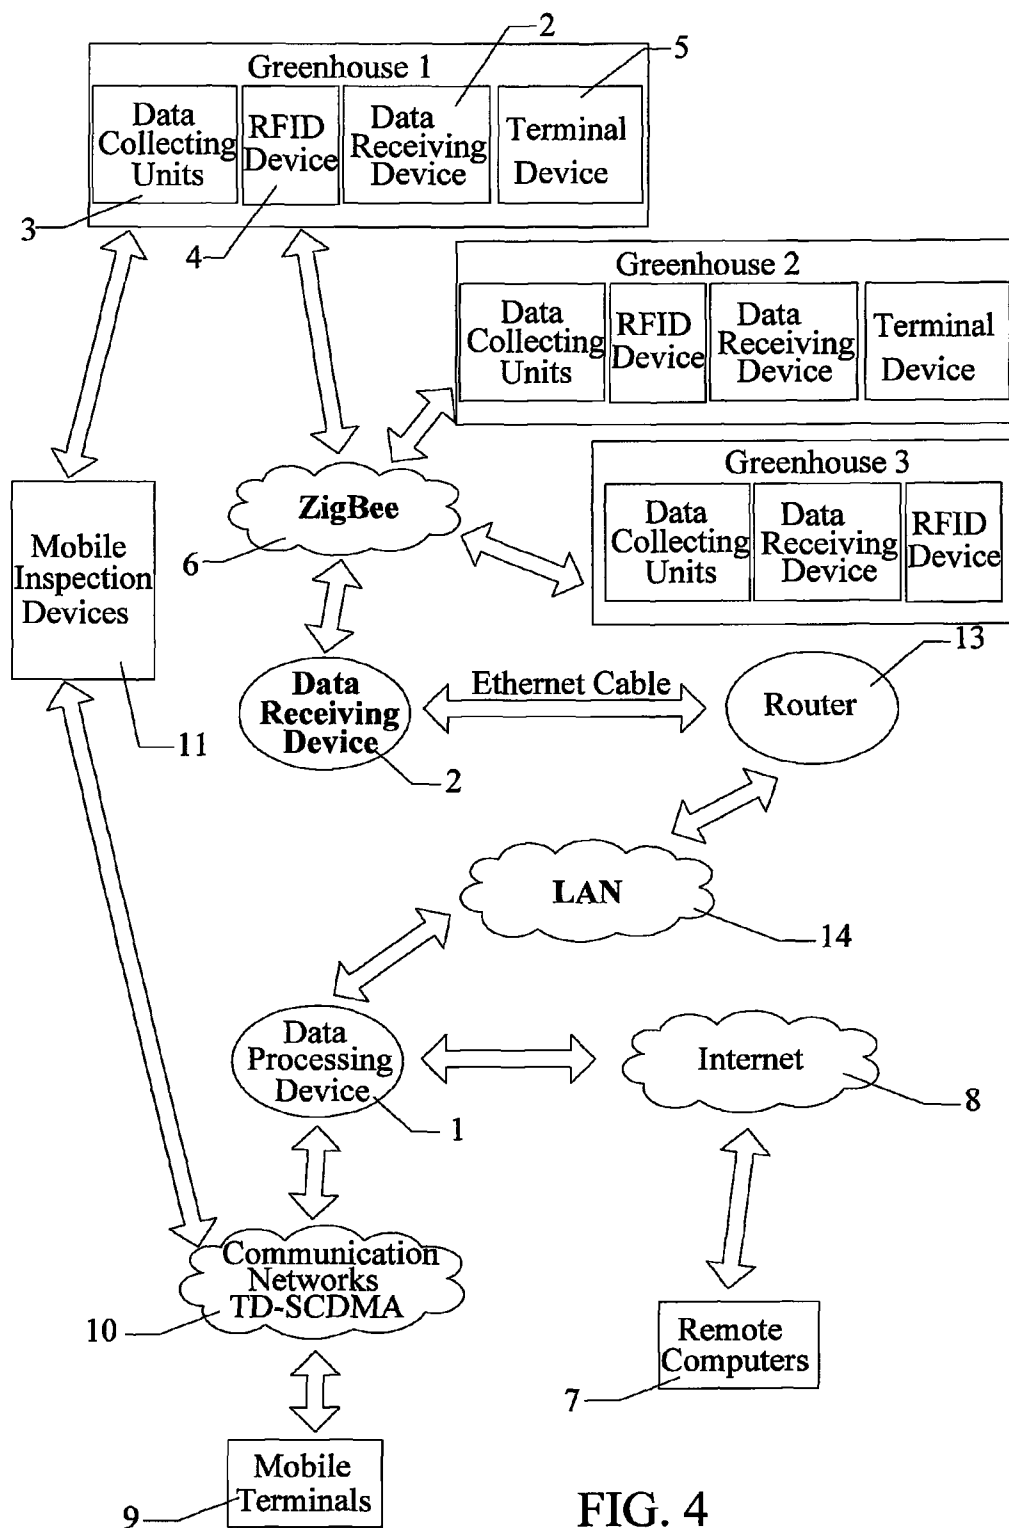 2
5
Greenhouse 1
Data
Collecting
Units
RFID
Device
Data
Receiving
Device
Terminal
Device
3
4
Greenhouse 2
Data
Collecting
Units
RFID
Device
Data
Receiving
Device
Terminal
Device
Greenhouse 3
Data
Collecting
Units
Data
Receiving
Device
RFID
Device
ZigBee
6
Mobile
Inspection
Devices
11
13
Data
Receiving
Device
2
Ethernet Cable
Router
LAN
14
Data
Processing
Device
1
Internet
8
Communication
Networks
TD-SCDMA
10
Remote
Computers
7
Mobile
Terminals
9
FIG. 4